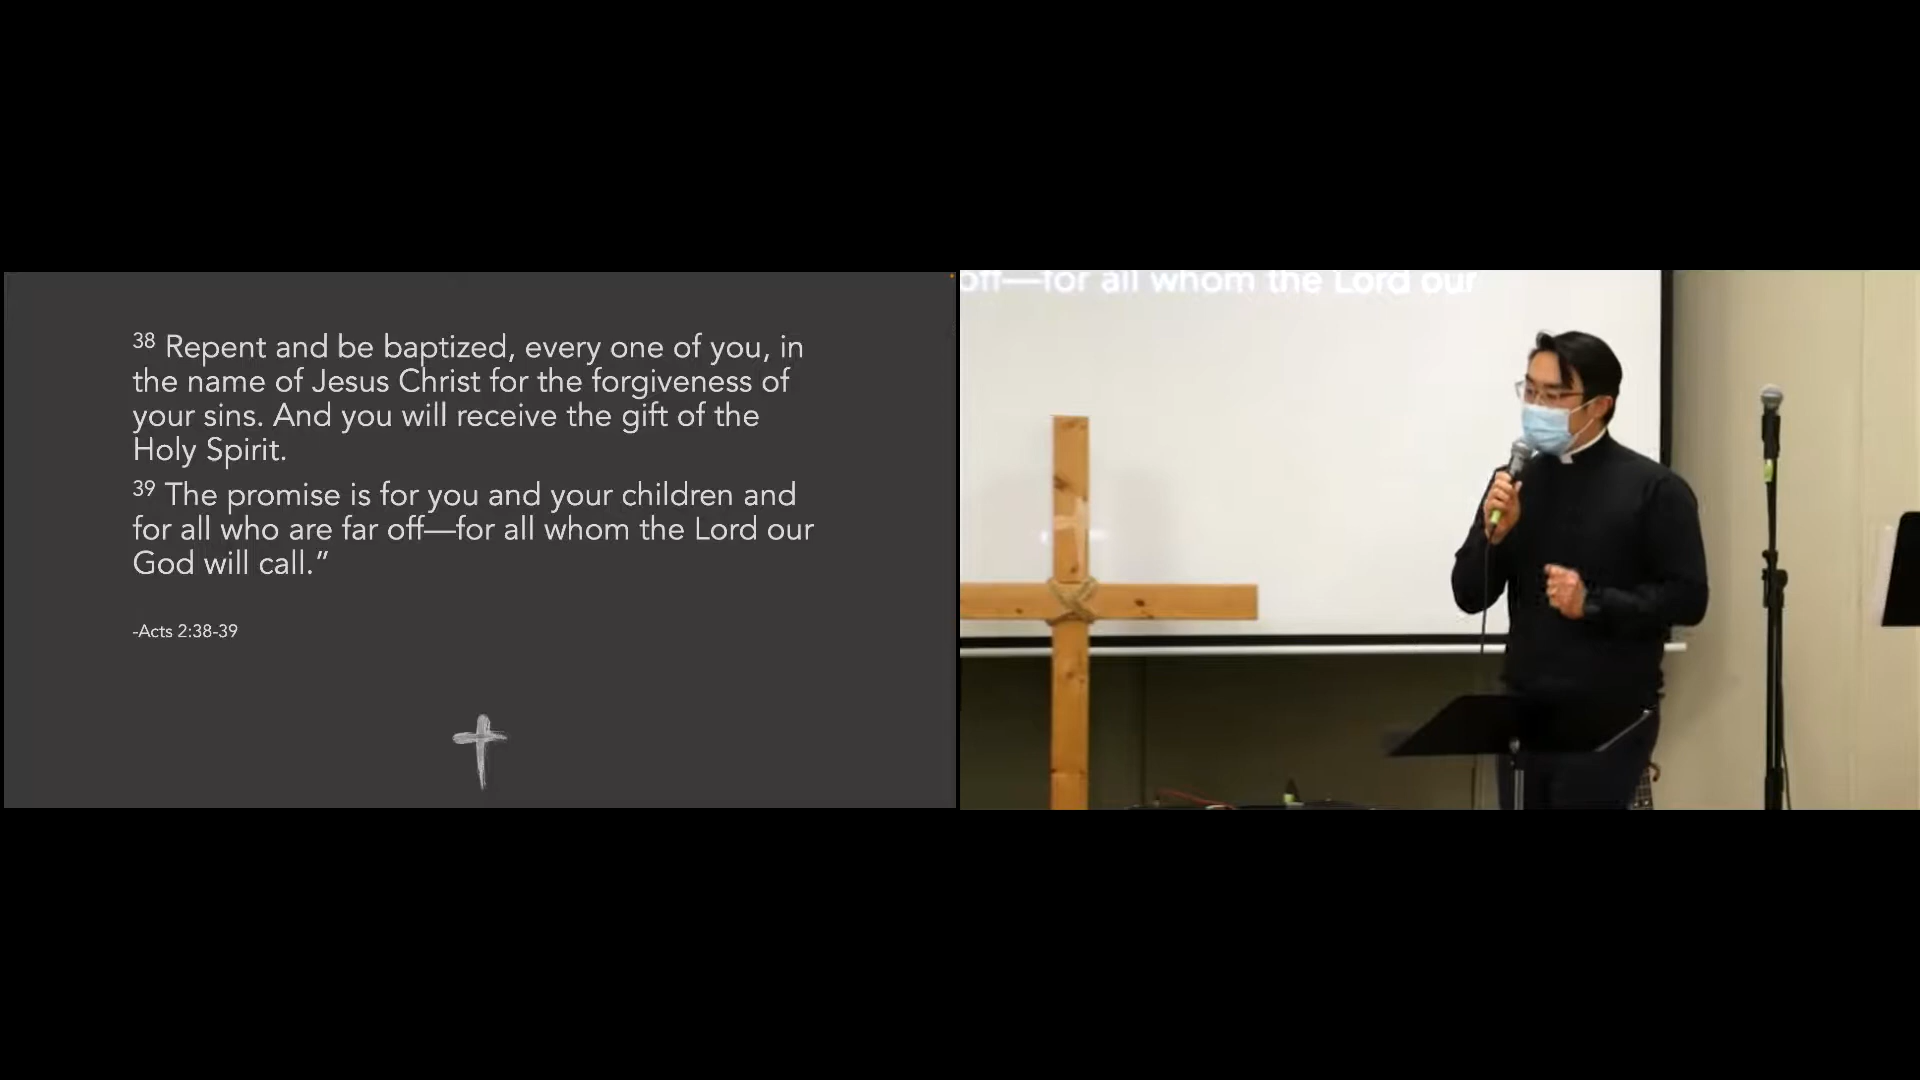 38 Repent and be baptized, every one of you, in
the name of Jesus Christ for the forgiveness of
your sins. And you will receive the gift of the
Holy Spirit.
39 The promise is for you and your children and
for all who are far off—for all whom the Lord our
God will call.”
-Acts 2:38-39
off—for all whom the Lord our